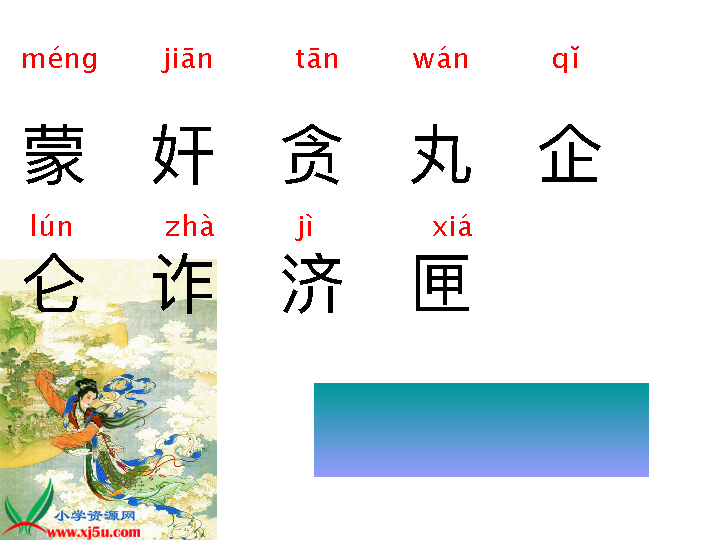 méng jiān tān wán qǐ
蒙 奸 贪 丸 企
lún zhà jì xiá
仑 诈 济 匣
小学资源网
www.xj5u.com